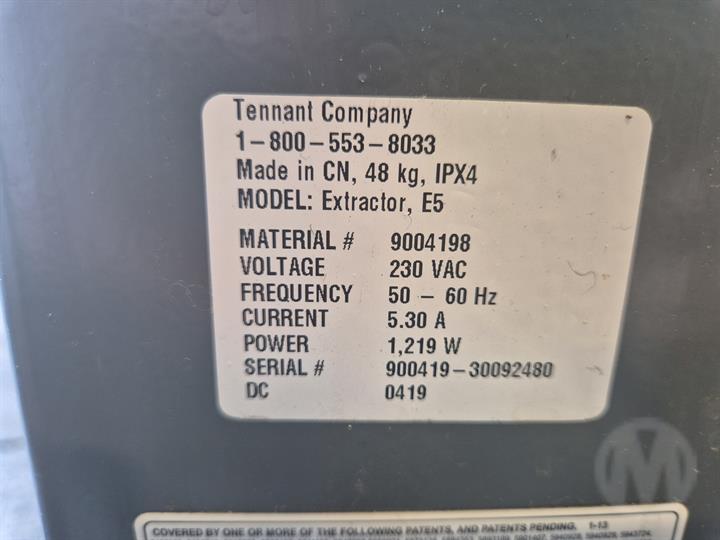 Tennant Company
1-800-553-8033
Made in CN, 48 kg, IPX4
MODEL: Extractor, E5
MATERIAL # 9004198
VOLTAGE 230 VAC
FREQUENCY 50 - 60 Hz
CURRENT 5.30 A
POWER 1,219 W
SERIAL # 900419-30092480
DC 0419
M
COVERED BY ONE OR MORE OF THE FOLLOWING PATENTS, AND PATENTS PENDING. 1-13